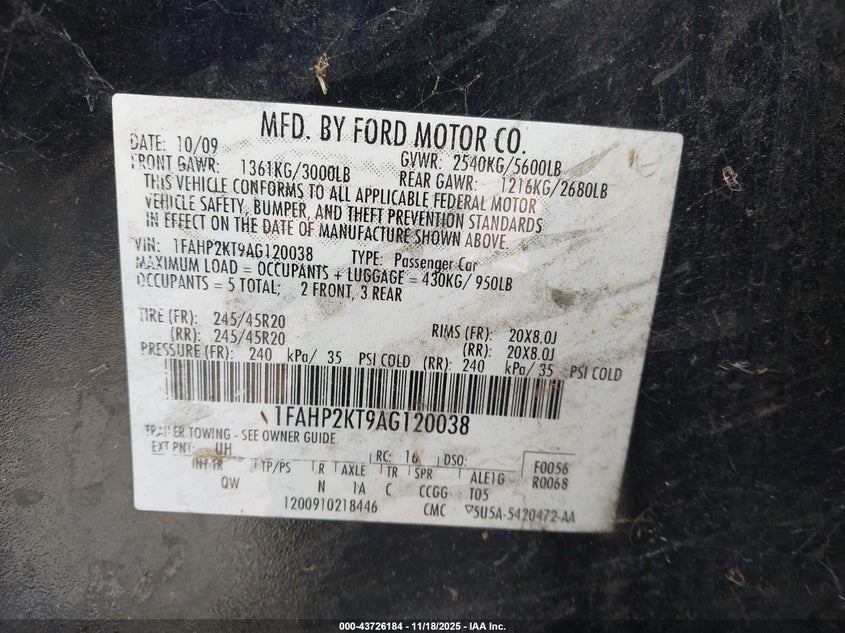 MFD. BY FORD MOTOR CO.
DATE: 10/09 GVWR: 2540KG/5600LB
FRONT GAWR: 1361KG/3000LB REAR GAWR: 1216KG/2680LB
THIS VEHICLE CONFORMS TO ALL APPLICABLE FEDERAL MOTOR
VEHICLE SAFETY, BUMPER, AND THEFT PREVENTION STANDARDS
IN EFFECT ON THE DATE OF MANUFACTURE SHOWN ABOVE.
VIN: 1FAHP2KT9AG120038 TYPE: Passenger Car
MAXIMUM LOAD = OCCUPANTS + LUGGAGE = 430KG/ 950LB
OCCUPANTS = 5 TOTAL; 2 FRONT, 3 REAR
TIRE (FR): 245/45R20 RIMS (FR): 20X8.0J
(RR): 245/45R20 (RR): 20X8.0J
PRESSURE (FR): 240 kPa/ 35 PSI COLD (RR): 240 kPa/ 35 PSI COLD
1FAHP2KT9AG120038
TRAILER TOWING - SEE OWNER GUIDE
EXT PNT: UH RC: 16 DSO: F0056
INT TR TP/PS R AXLE TR SPR ALE1G R0068
QW N 1A C CCGG T05
1200910218446 CMC 5U5A-5420472-AA
000-43726184 - 11/18/2025 - IAA Inc.